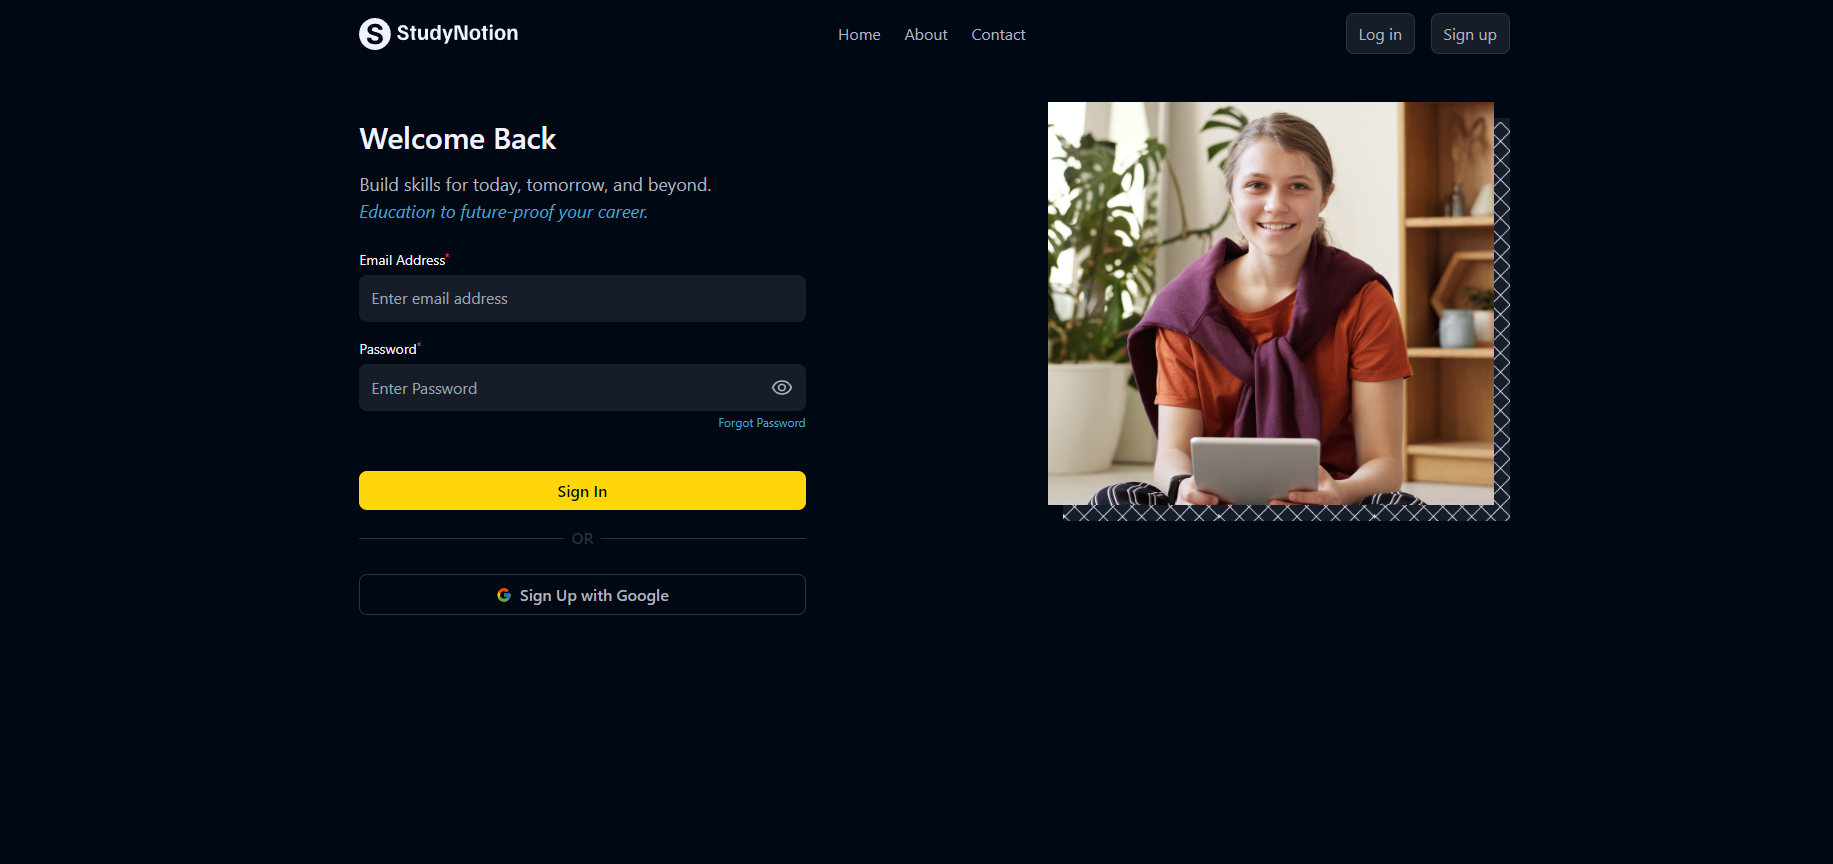 StudyNotion
Home About Contact
Log in Sign up
Welcome Back
Build skills for today, tomorrow, and beyond.
Education to future-proof your career.
Email Address*
Enter email address
Password*
Enter Password
Forgot Password
Sign In
OR
Sign Up with Google